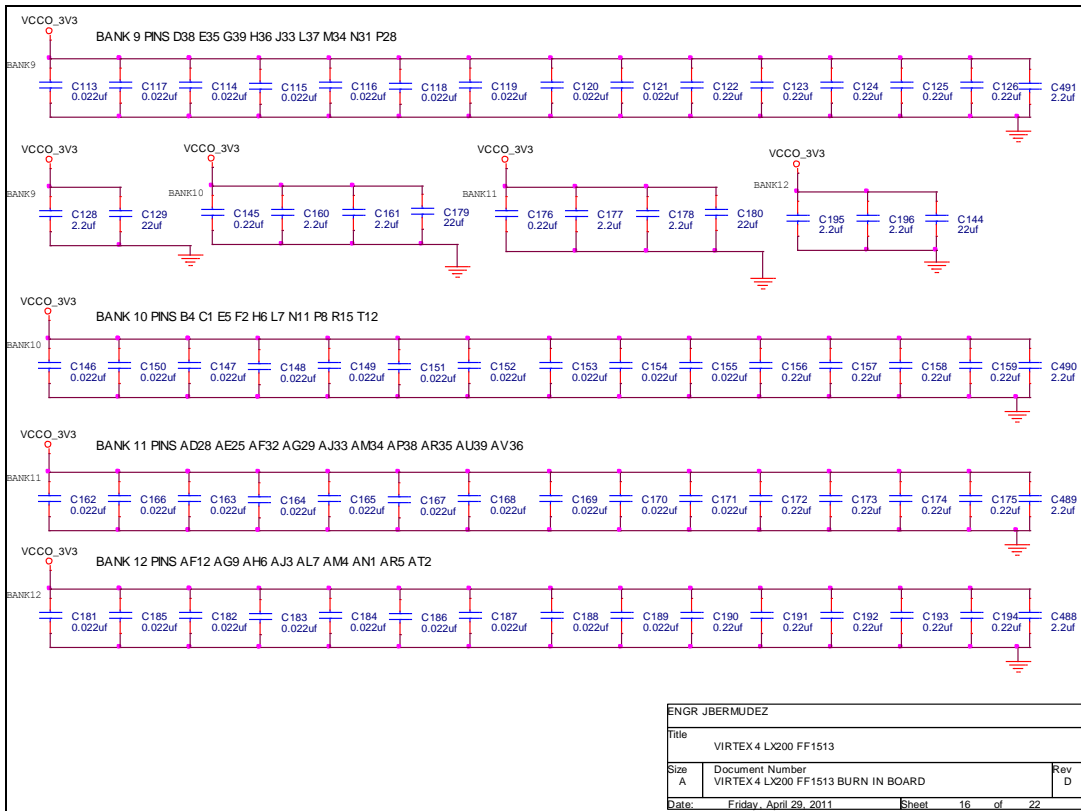 VCCO_3V3
BANK 9 PINS D38 E35 G39 H36 J33 L37 M34 N31 P28
BANK9
C113 C117 C114 C115 C116 C118 C119 C120 C121 C122 C123 C124 C125 C126 C491
0.022uf 0.022uf 0.022uf 0.022uf 0.022uf 0.022uf 0.022uf 0.022uf 0.022uf 0.22uf 0.22uf 0.22uf 0.22uf 0.22uf 2.2uf
VCCO_3V3 VCCO_3V3 VCCO_3V3 VCCO_3V3
BANK9 BANK10 BANK11 BANK12
C128 C129 C145 C160 C161 C179 C176 C177 C178 C180 C195 C196 C144
2.2uf 22uf 0.22uf 2.2uf 2.2uf 22uf 0.22uf 2.2uf 2.2uf 22uf 2.2uf 2.2uf 22uf
VCCO_3V3
BANK 10 PINS B4 C1 E5 F2 H6 L7 N11 P8 R15 T12
BANK10
C146 C150 C147 C148 C149 C151 C152 C153 C154 C155 C156 C157 C158 C159 C490
0.022uf 0.022uf 0.022uf 0.022uf 0.022uf 0.022uf 0.022uf 0.022uf 0.022uf 0.022uf 0.22uf 0.22uf 0.22uf 0.22uf 2.2uf
VCCO_3V3
BANK 11 PINS AD28 AE25 AF32 AG29 AJ33 AM34 AP38 AR35 AU39 AV36
BANK11
C162 C166 C163 C164 C165 C167 C168 C169 C170 C171 C172 C173 C174 C175 C489
0.022uf 0.022uf 0.022uf 0.022uf 0.022uf 0.022uf 0.022uf 0.022uf 0.022uf 0.022uf 0.22uf 0.22uf 0.22uf 0.22uf 2.2uf
VCCO_3V3
BANK 12 PINS AF12 AG9 AH6 AJ3 AL7 AM4 AN1 AR5 AT2
BANK12
C181 C185 C182 C183 C184 C186 C187 C188 C189 C190 C191 C192 C193 C194 C488
0.022uf 0.022uf 0.022uf 0.022uf 0.022uf 0.022uf 0.022uf 0.022uf 0.022uf 0.22uf 0.22uf 0.22uf 0.22uf 0.22uf 2.2uf
ENGR JBERMUDEZ
Title
VIRTEX 4 LX200 FF1513
Size Document Number Rev
A VIRTEX 4 LX200 FF1513 BURN IN BOARD D
Date: Friday, April 29, 2011 Sheet 16 of 22